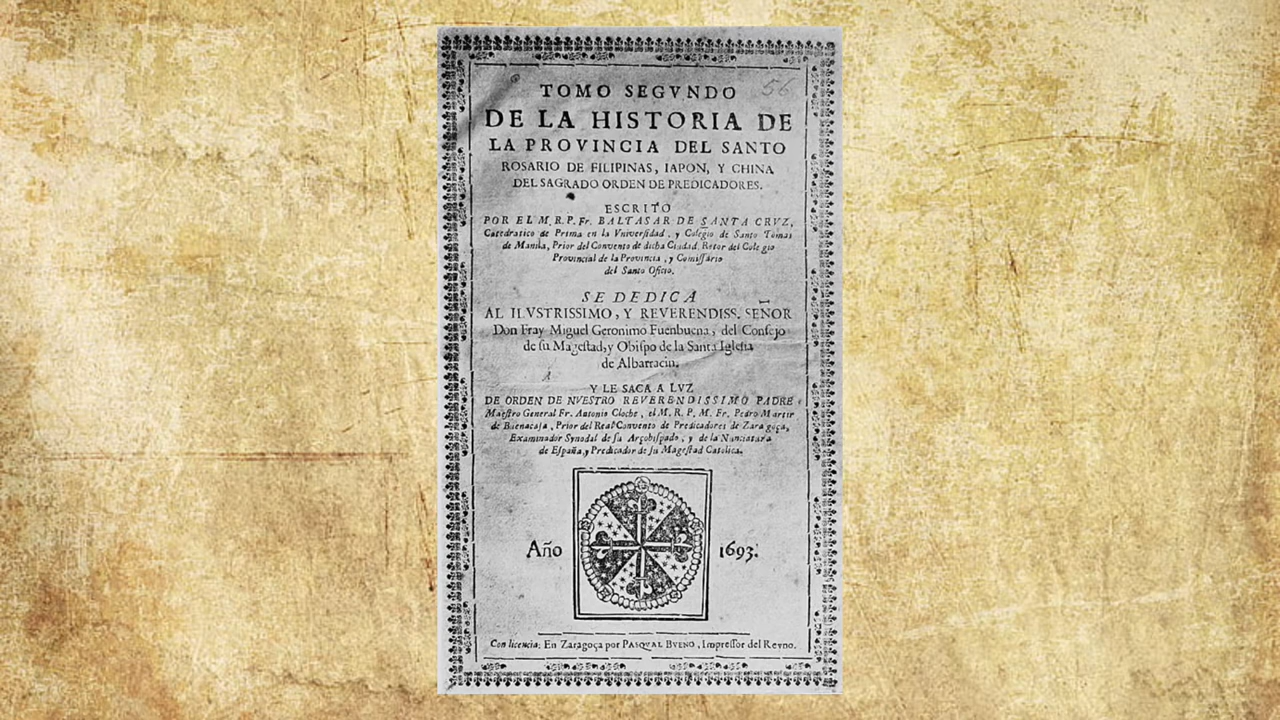 56
TOMO SEGVNDO
DE LA HISTORIA DE
LA PROVINCIA DEL SANTO
ROSARIO DE FILIPINAS, IAPON, Y CHINA
DEL SAGRADO ORDEN DE PREDICADORES.
ESCRITO
POR EL M. R. P. Fr. BALTASAR DE SANTA CRVZ,
Catedratico de Prima en la Vniversidad, y Colegio de Santo Tomas
de Manila, Prior del Convento de dicha Ciudad, Retor del Colegio
Provincial de la Provincia, y Comissario
del Santo Oficio.
SE DEDICA
AL ILVSTRISSIMO, Y REVERENDISS. SEÑOR
Don Fray Miguel Geronimo Fuenbuena, del Consejo
de su Magestad, y Obispo de la Santa Iglesia
de Albarracin.
Y LE SACA A LVZ
DE ORDEN DE NVESTRO REVERENDISSIMO PADRE
Maestro General Fr. Antonio Cloche, el M. R. P. M. Fr. Pedro Martir
de Buenacasa, Prior del Real Convento de Predicadores de Zaragoça,
Examinador Synodal de su Arçobispado, y de la Nunciatura
de España, y Predicador de su Magestad Catolica.
Año 1693.
Con licencia: En Zaragoça por PASQVAL BVENO, Impressor del Reyno.